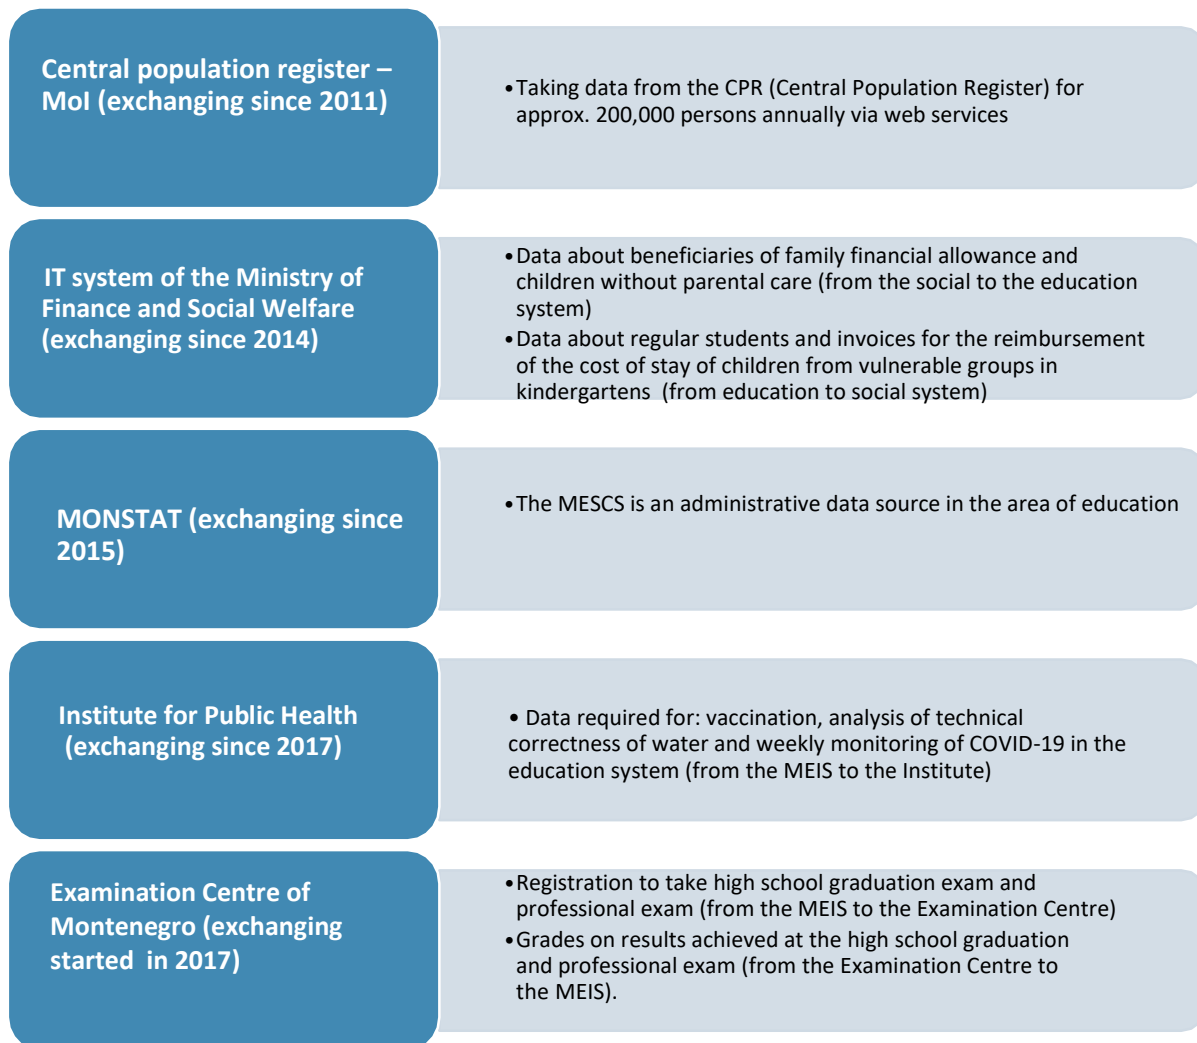 Central population register –
MoI (exchanging since 2011)
•Taking data from the CPR (Central Population Register) for
approx. 200,000 persons annually via web services
IT system of the Ministry of
Finance and Social Welfare
(exchanging since 2014)
•Data about beneficiaries of family financial allowance and
children without parental care (from the social to the education
system)
•Data about regular students and invoices for the reimbursement
of the cost of stay of children from vulnerable groups in
kindergartens  (from education to social system)
MONSTAT (exchanging since
2015)
•The MESCS is an administrative data source in the area of education
Institute for Public Health
(exchanging since 2017)
• Data required for: vaccination, analysis of technical
correctness of water and weekly monitoring of COVID-19 in the
education system (from the MEIS to the Institute)
Examination Centre of
Montenegro (exchanging
started  in 2017)
•Registration to take high school graduation exam and
professional exam (from the MEIS to the Examination Centre)
•Grades on results achieved at the high school graduation
and professional exam (from the Examination Centre to
the MEIS).